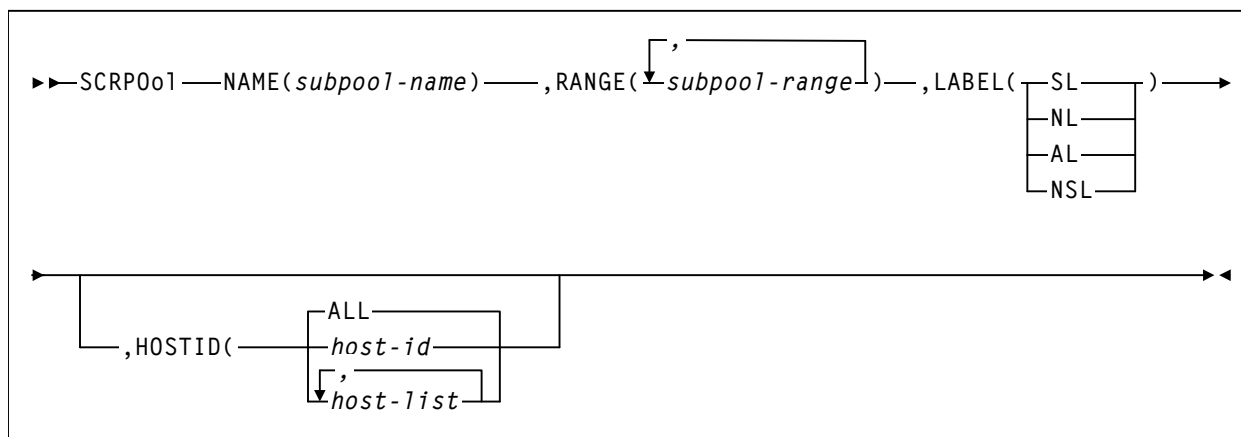 ,
SCRPOol NAME(subpool-name) ,RANGE( subpool-range ) ,LABEL( SL )
NL
AL
NSL
ALL
,HOSTID( host-id
,
host-list